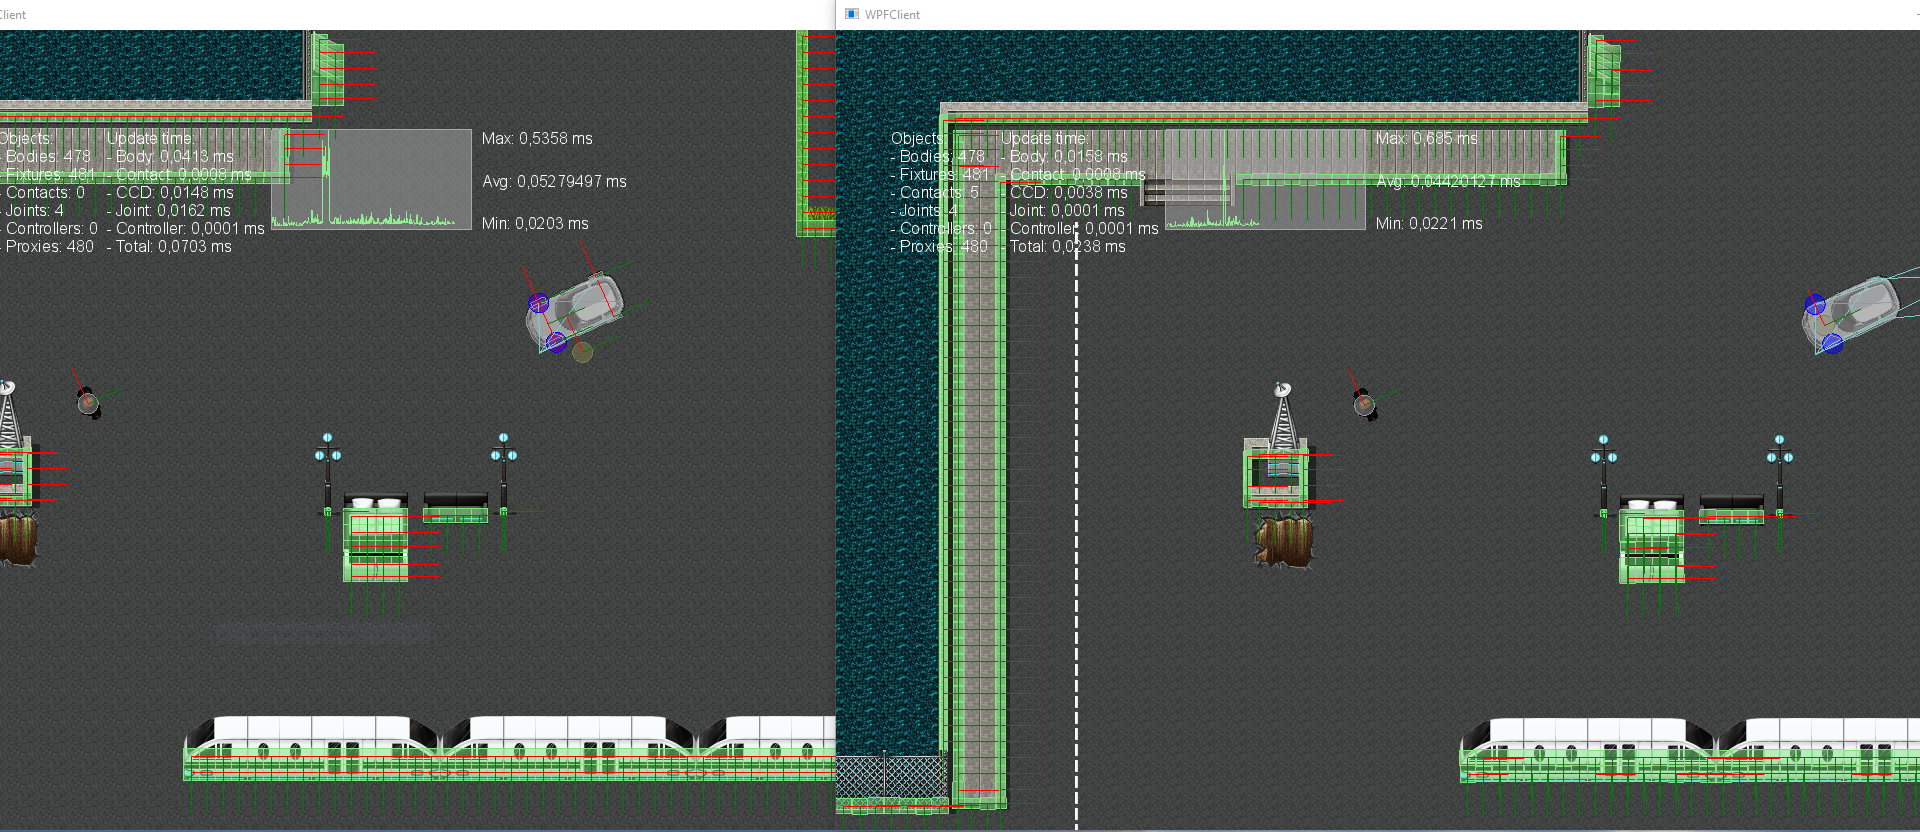 Client
Objects: Update time:
- Bodies: 478 - Body: 0,0413 ms
- Fixtures: 481 - Contact: 0,0008 ms
- Contacts: 0 - CCD: 0,0148 ms
- Joints: 4 - Joint: 0,0162 ms
- Controllers: 0 - Controller: 0,0001 ms
- Proxies: 480 - Total: 0,0703 ms
Max: 0,5358 ms
Avg: 0,05279497 ms
Min: 0,0203 ms
WPFClient
Objects: Update time:
- Bodies: 478 - Body: 0,0158 ms
- Fixtures: 481 - Contact: 0,0008 ms
- Contacts: 5 - CCD: 0,0038 ms
- Joints: 4 - Joint: 0,0001 ms
- Controllers: 0 - Controller: 0,0001 ms
- Proxies: 480 - Total: 0,0238 ms
Max: 0,685 ms
Avg: 0,04420127 ms
Min: 0,0221 ms